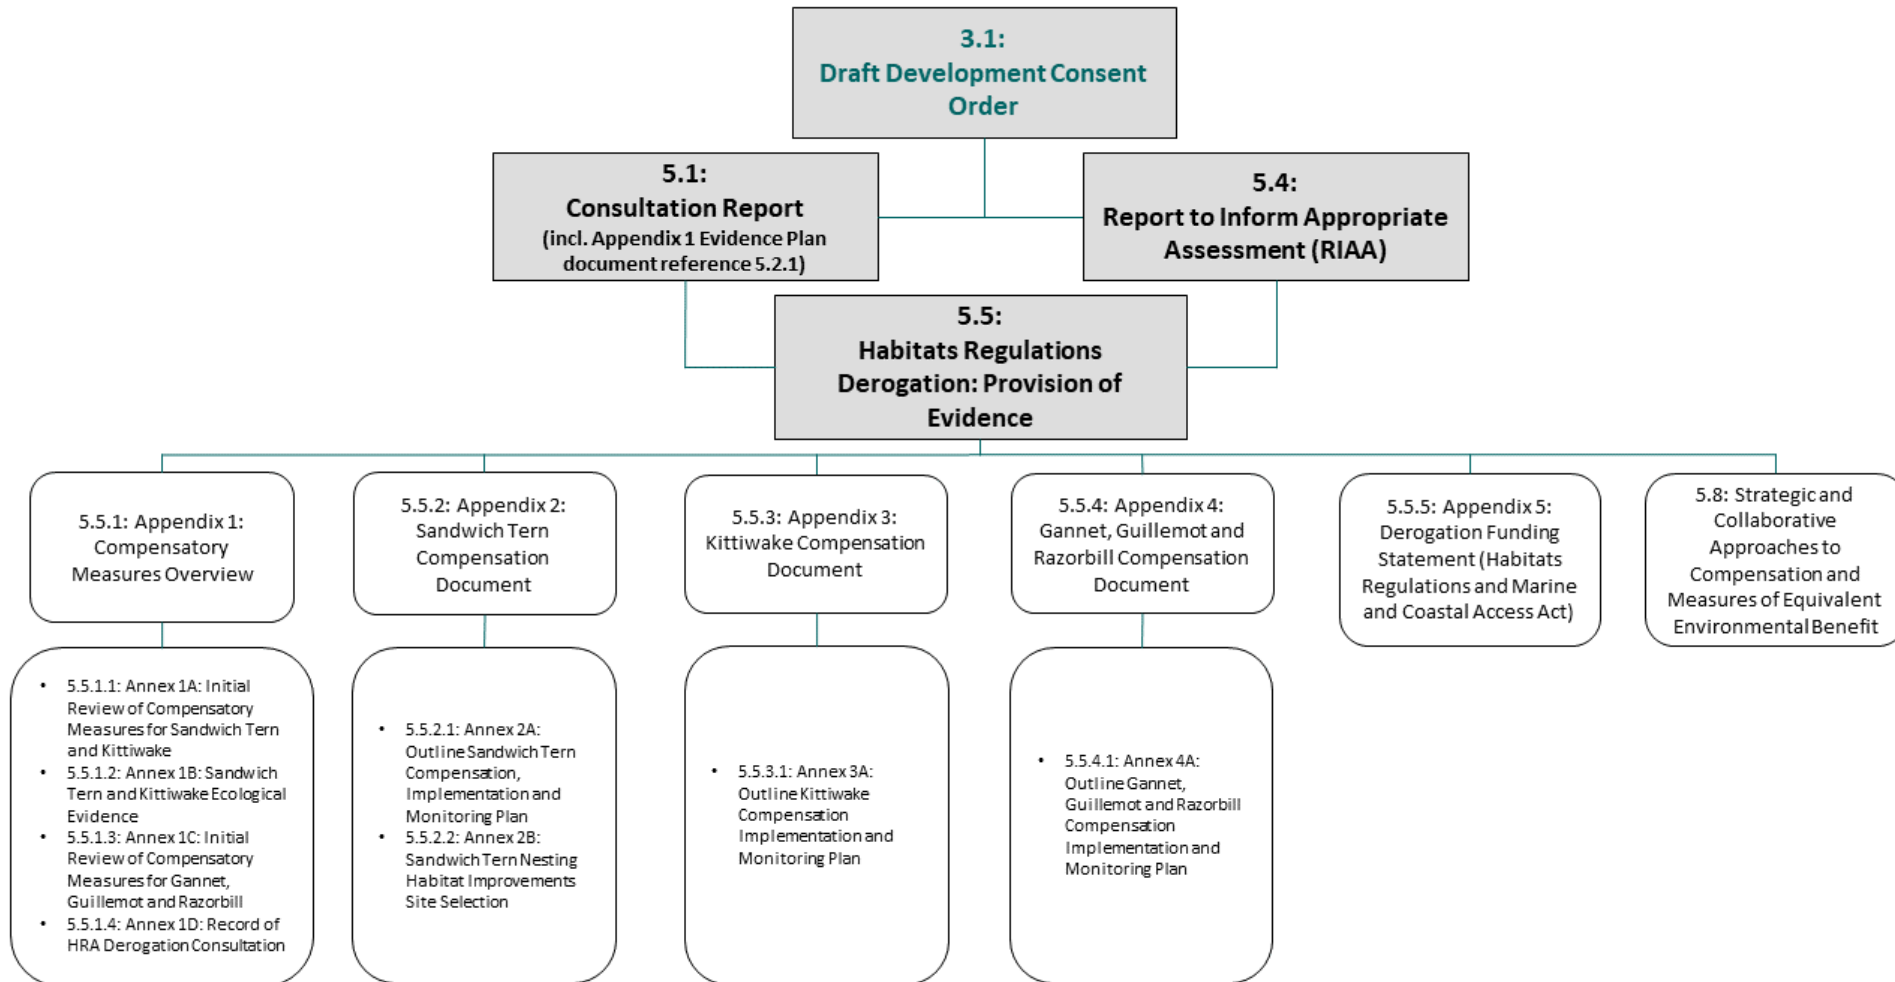 3.1:
Draft Development Consent
Order
5.1:
Consultation Report
(incl. Appendix 1 Evidence Plan
document reference 5.2.1)
5.4:
Report to Inform Appropriate
Assessment (RIAA)
5.5:
Habitats Regulations
Derogation: Provision of
Evidence
5.5.1: Appendix 1:
Compensatory
Measures Overview
5.5.2: Appendix 2:
Sandwich Tern
Compensation
Document
5.5.3: Appendix 3:
Kittiwake Compensation
Document
5.5.4: Appendix 4:
Gannet, Guillemot and
Razorbill Compensation
Document
5.5.5: Appendix 5:
Derogation Funding
Statement (Habitats
Regulations and Marine
and Coastal Access Act)
5.8: Strategic and
Collaborative
Approaches to
Compensation and
Measures of Equivalent
Environmental Benefit
• 5.5.1.1: Annex 1A: Initial
Review of Compensatory
Measures for Sandwich Tern
and Kittiwake
• 5.5.1.2: Annex 1B: Sandwich
Tern and Kittiwake Ecological
Evidence
• 5.5.1.3: Annex 1C: Initial
Review of Compensatory
Measures for Gannet,
Guillemot and Razorbill
• 5.5.1.4: Annex 1D: Record of
HRA Derogation Consultation
• 5.5.2.1: Annex 2A:
Outline Sandwich Tern
Compensation,
Implementation and
Monitoring Plan
• 5.5.2.2: Annex 2B:
Sandwich Tern Nesting
Habitat Improvements
Site Selection
• 5.5.3.1: Annex 3A:
Outline Kittiwake
Compensation
Implementation and
Monitoring Plan
• 5.5.4.1: Annex 4A:
Outline Gannet,
Guillemot and Razorbill
Compensation
Implementation and
Monitoring Plan